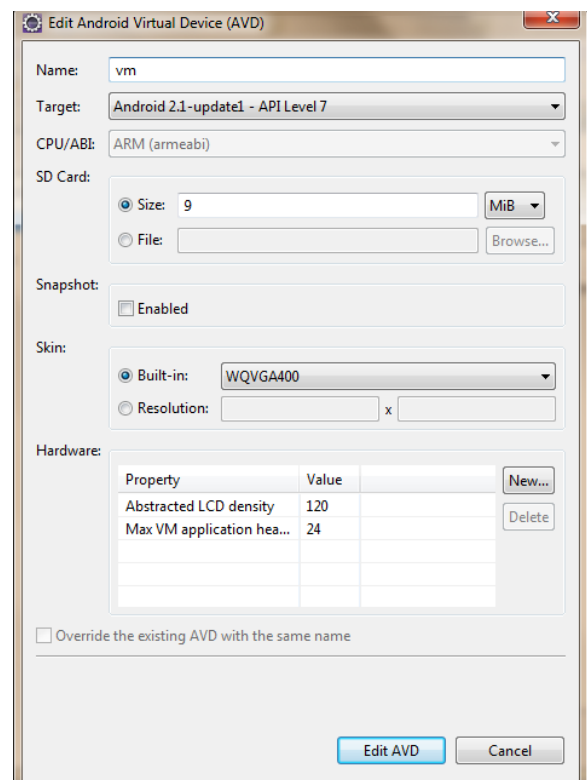 Edit Android Virtual Device (AVD)
x
Name: vm
Target: Android 2.1-update1 - API Level 7
CPU/ABI: ARM (armeabi)
SD Card:
Size: 9 MiB
File: Browse...
Snapshot:
Enabled
Skin:
Built-in: WQVGA400
Resolution: x
Hardware:
Property Value New...
Abstracted LCD density 120 Delete
Max VM application hea... 24
Override the existing AVD with the same name
Edit AVD Cancel